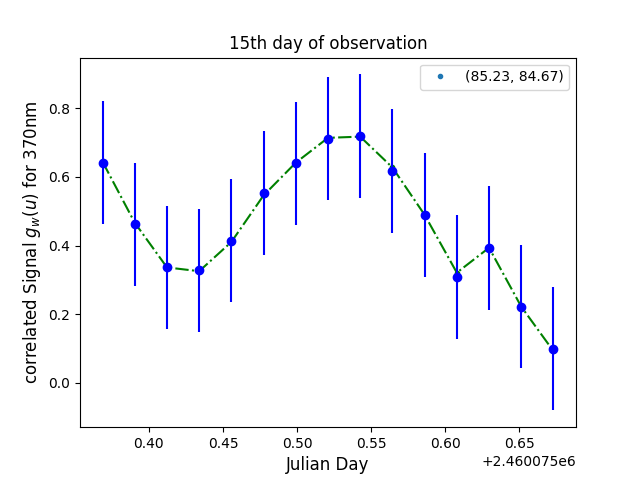 15th day of observation
(85.23, 84.67)
correlated Signal g_w(u) for 370nm
0.8
0.6
0.4
0.2
0.0
0.40 0.45 0.50 0.55 0.60 0.65
Julian Day
+2.460075e6